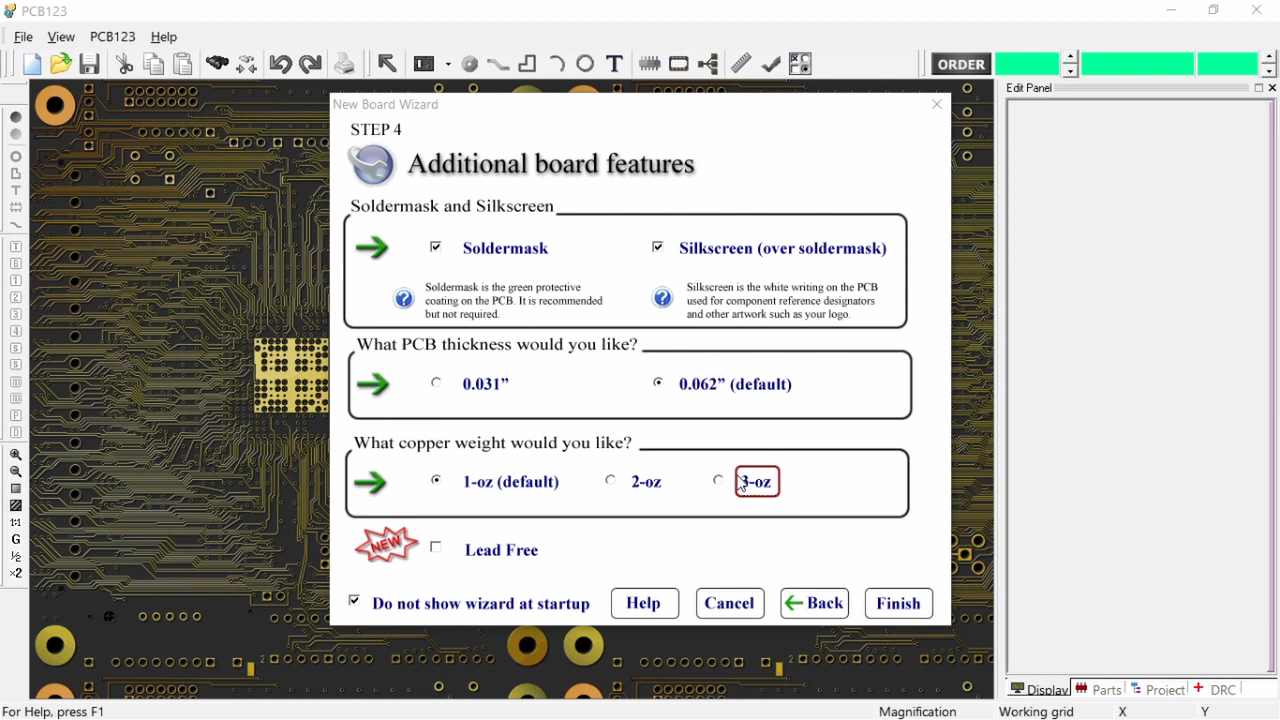 PCB123
File View PCB123 Help
ORDER
Edit Panel
New Board Wizard
STEP 4
Additional board features
Soldermask and Silkscreen
Soldermask
Silkscreen (over soldermask)
Soldermask is the green protective
coating on the PCB. It is recommended
but not required.
Silkscreen is the white writing on the PCB
used for component reference designators
and other artwork such as your logo.
What PCB thickness would you like?
0.031”
0.062” (default)
What copper weight would you like?
1-oz (default)
2-oz
3-oz
NEW
Lead Free
Do not show wizard at startup
Help
Cancel
Back
Finish
1:1
G
½
×2
Display Parts Project DRC
For Help, press F1
Magnification
Working grid
X
Y